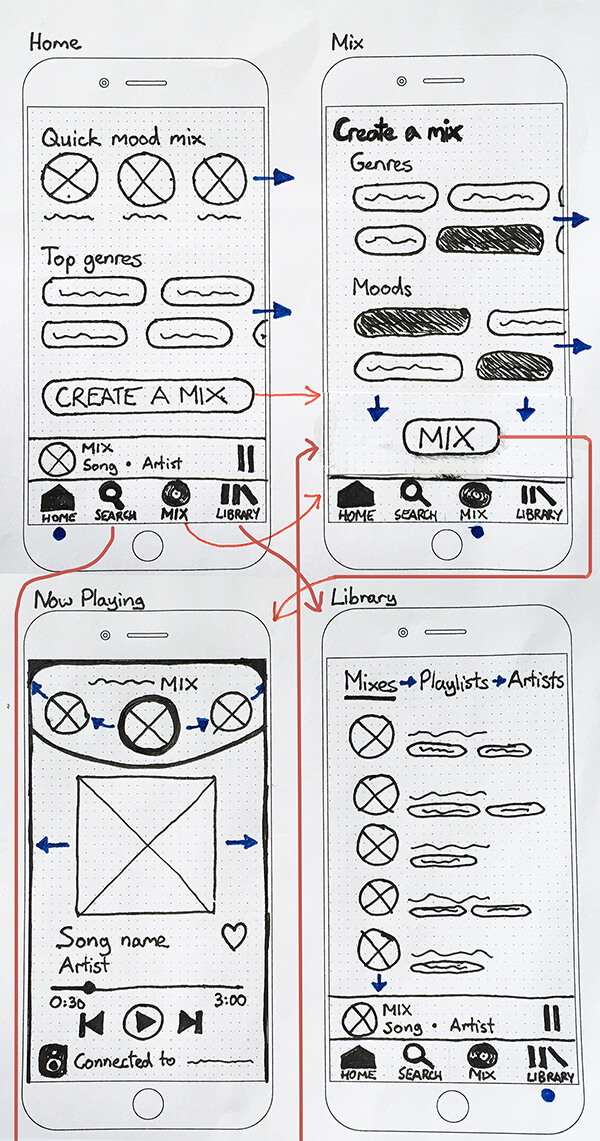 Home
Quick mood mix
Top genres
CREATE A MIX
MIX
Song • Artist
HOME SEARCH MIX LIBRARY
Mix
Create a mix
Genres
Moods
MIX
HOME SEARCH MIX LIBRARY
Now Playing
MIX
Song name
Artist
0:30 3:00
Connected to
Library
Mixes Playlists Artists
MIX
Song • Artist
HOME SEARCH MIX LIBRARY